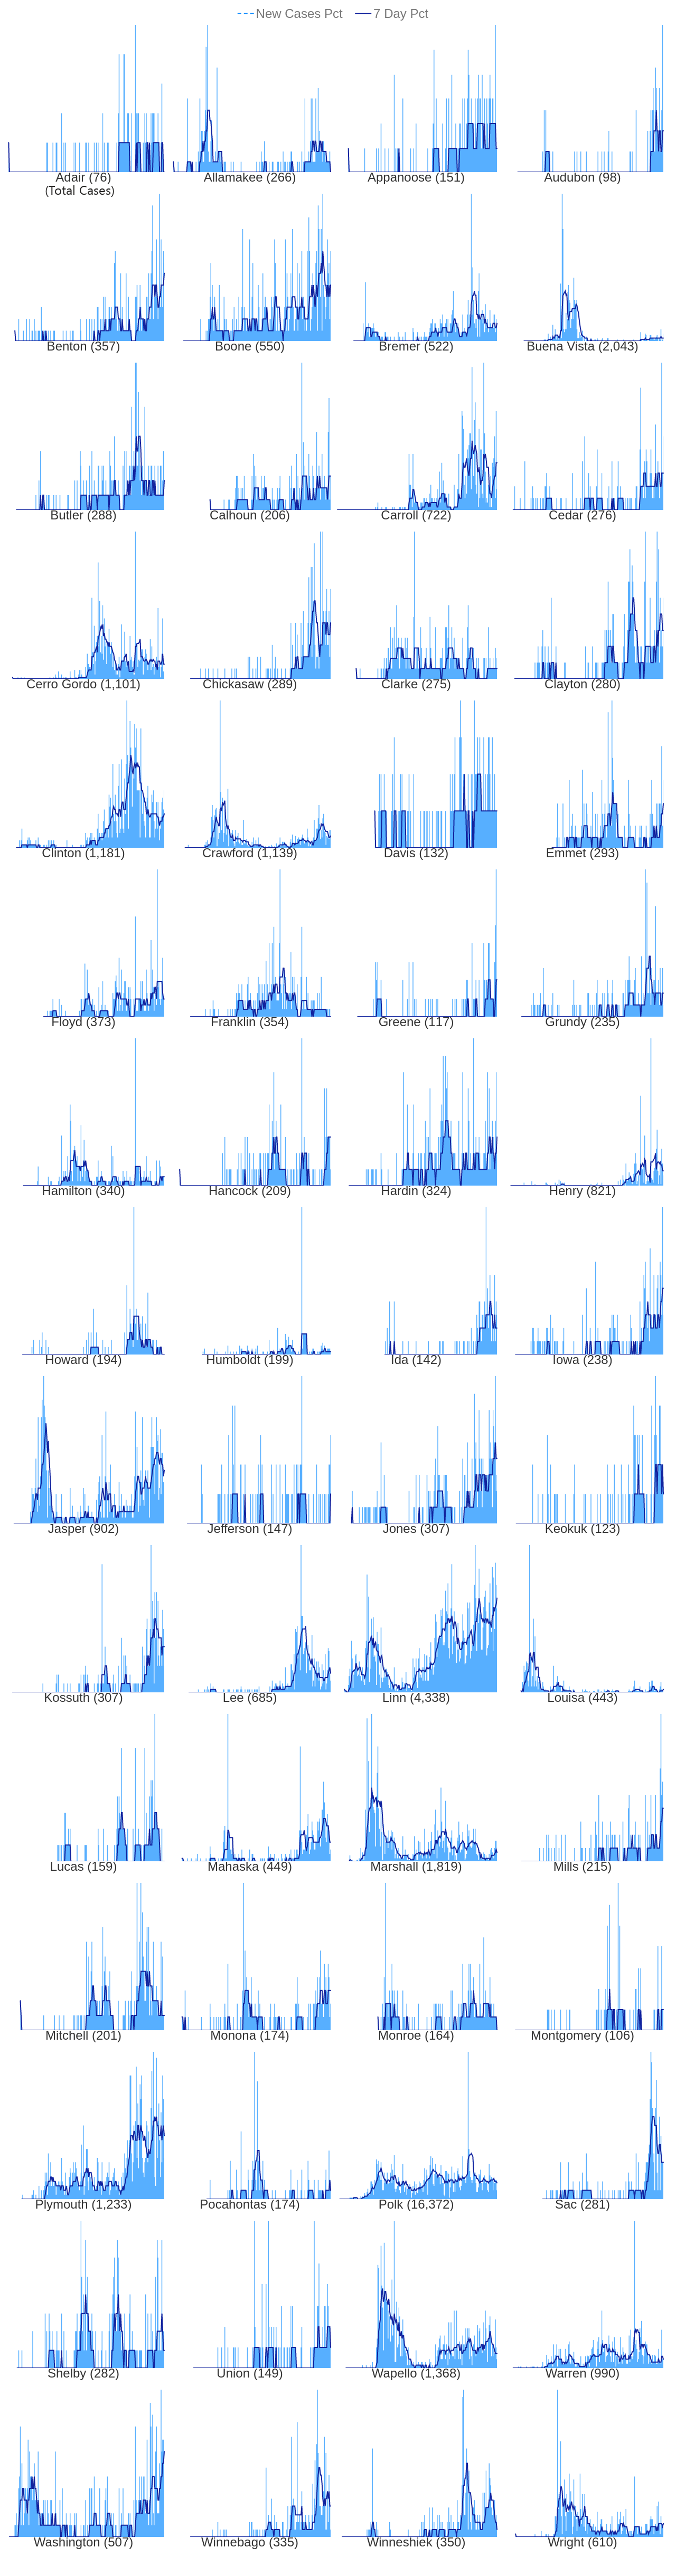 New Cases Pct 7 Day Pct
Adair (76) Allamakee (266) Appanoose (151) Audubon (98)
(Total Cases)
Benton (357) Boone (550) Bremer (522) Buena Vista (2,043)
Butler (288) Calhoun (206) Carroll (722) Cedar (276)
Cerro Gordo (1,101) Chickasaw (289) Clarke (275) Clayton (280)
Clinton (1,181) Crawford (1,139) Davis (132) Emmet (293)
Floyd (373) Franklin (354) Greene (117) Grundy (235)
Hamilton (340) Hancock (209) Hardin (324) Henry (821)
Howard (194) Humboldt (199) Ida (142) Iowa (238)
Jasper (902) Jefferson (147) Jones (307) Keokuk (123)
Kossuth (307) Lee (685) Linn (4,338) Louisa (443)
Lucas (159) Mahaska (449) Marshall (1,819) Mills (215)
Mitchell (201) Monona (174) Monroe (164) Montgomery (106)
Plymouth (1,233) Pocahontas (174) Polk (16,372) Sac (281)
Shelby (282) Union (149) Wapello (1,368) Warren (990)
Washington (507) Winnebago (335) Winneshiek (350) Wright (610)